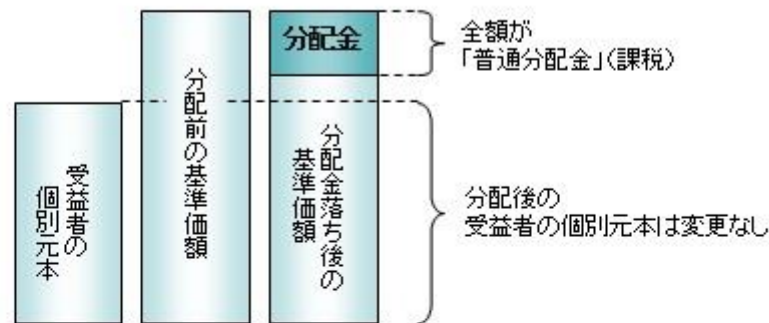 受益者の
個別元本
分配前の基準価額
分配金
分配金落ち後の
基準価額
全額が
「普通分配金」(課税)
分配後の
受益者の個別元本は変更なし